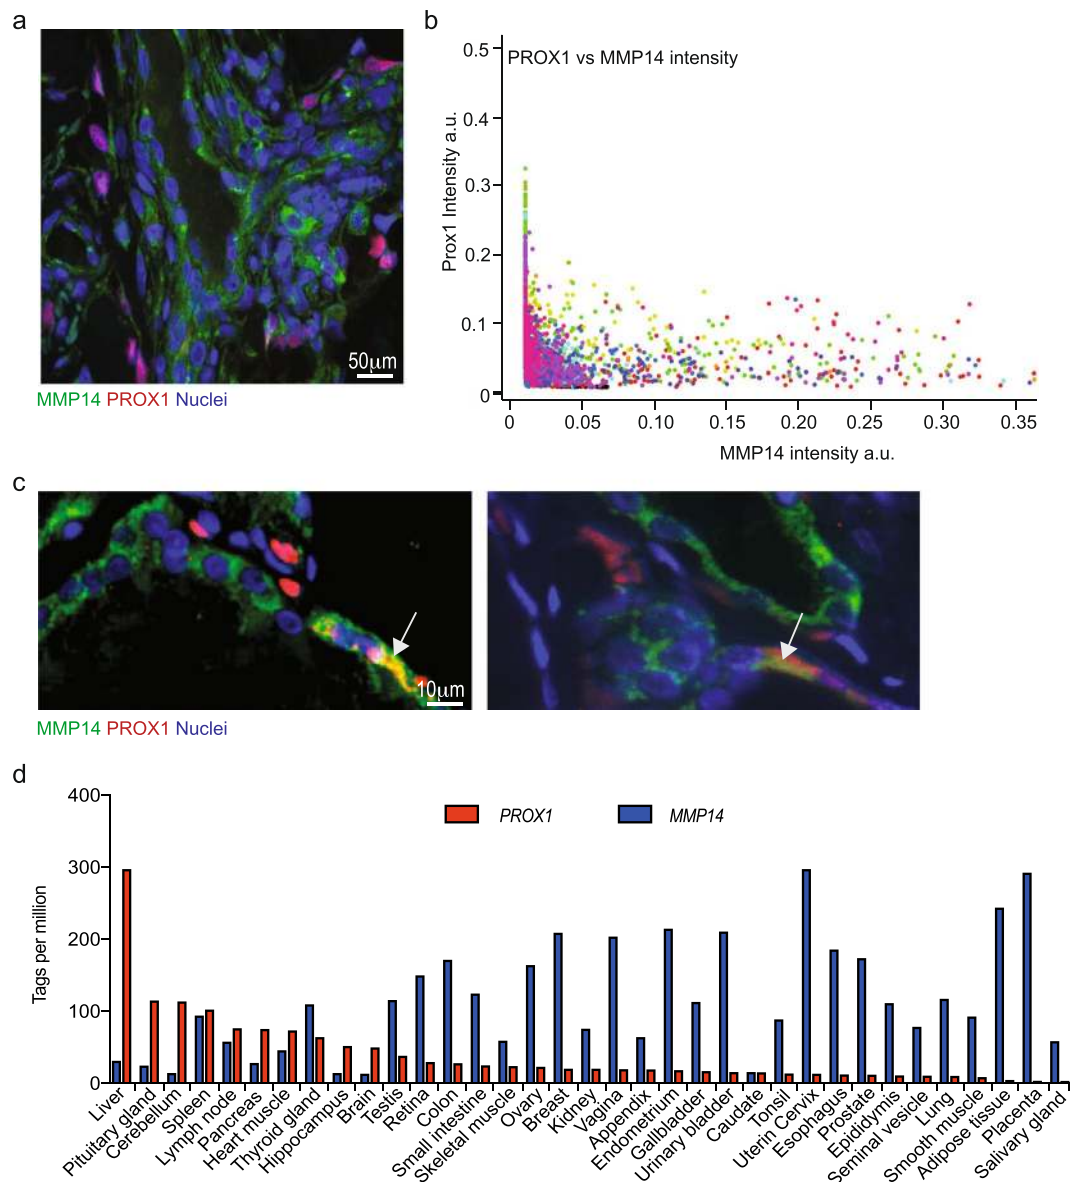 a
50μm
MMP14 PROX1 Nuclei
b
PROX1 vs MMP14 intensity
Prox1 Intensity a.u.
0.5
0.4
0.3
0.2
0.1
0
0 0.05 0.10 0.15 0.20 0.25 0.30 0.35
MMP14 intensity a.u.
c
10μm
MMP14 PROX1 Nuclei
d
PROX1 MMP14
Tags per million
400
300
200
100
0
Liver
Pituitary gland
Cerebellum
Spleen
Lymph node
Pancreas
Heart muscle
Thyroid gland
Hippocampus
Brain
Testis
Retina
Colon
Small intestine
Skeletal muscle
Ovary
Breast
Kidney
Vagina
Appendix
Endometrium
Gallbladder
Urinary bladder
Caudate
Tonsil
Uterin Cervix
Esophagus
Prostate
Epididymis
Seminal vesicle
Lung
Smooth muscle
Adipose tissue
Placenta
Salivary gland